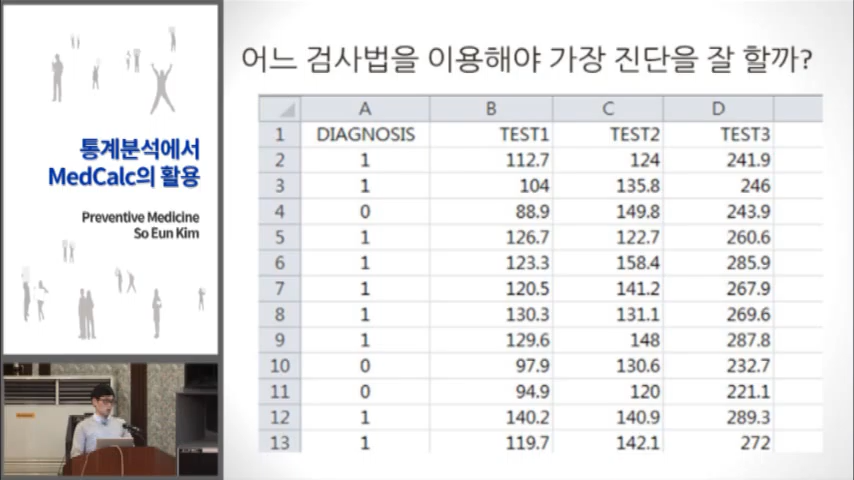 통계분석에서
MedCalc의 활용
Preventive Medicine
So Eun Kim
어느 검사법을 이용해야 가장 진단을 잘 할까?
A B C D
1 DIAGNOSIS TEST1 TEST2 TEST3
2 1 112.7 124 241.9
3 1 104 135.8 246
4 0 88.9 149.8 243.9
5 1 126.7 122.7 260.6
6 1 123.3 158.4 285.9
7 1 120.5 141.2 267.9
8 1 130.3 131.1 269.6
9 1 129.6 148 287.8
10 0 97.9 130.6 232.7
11 0 94.9 120 221.1
12 1 140.2 140.9 289.3
13 1 119.7 142.1 272